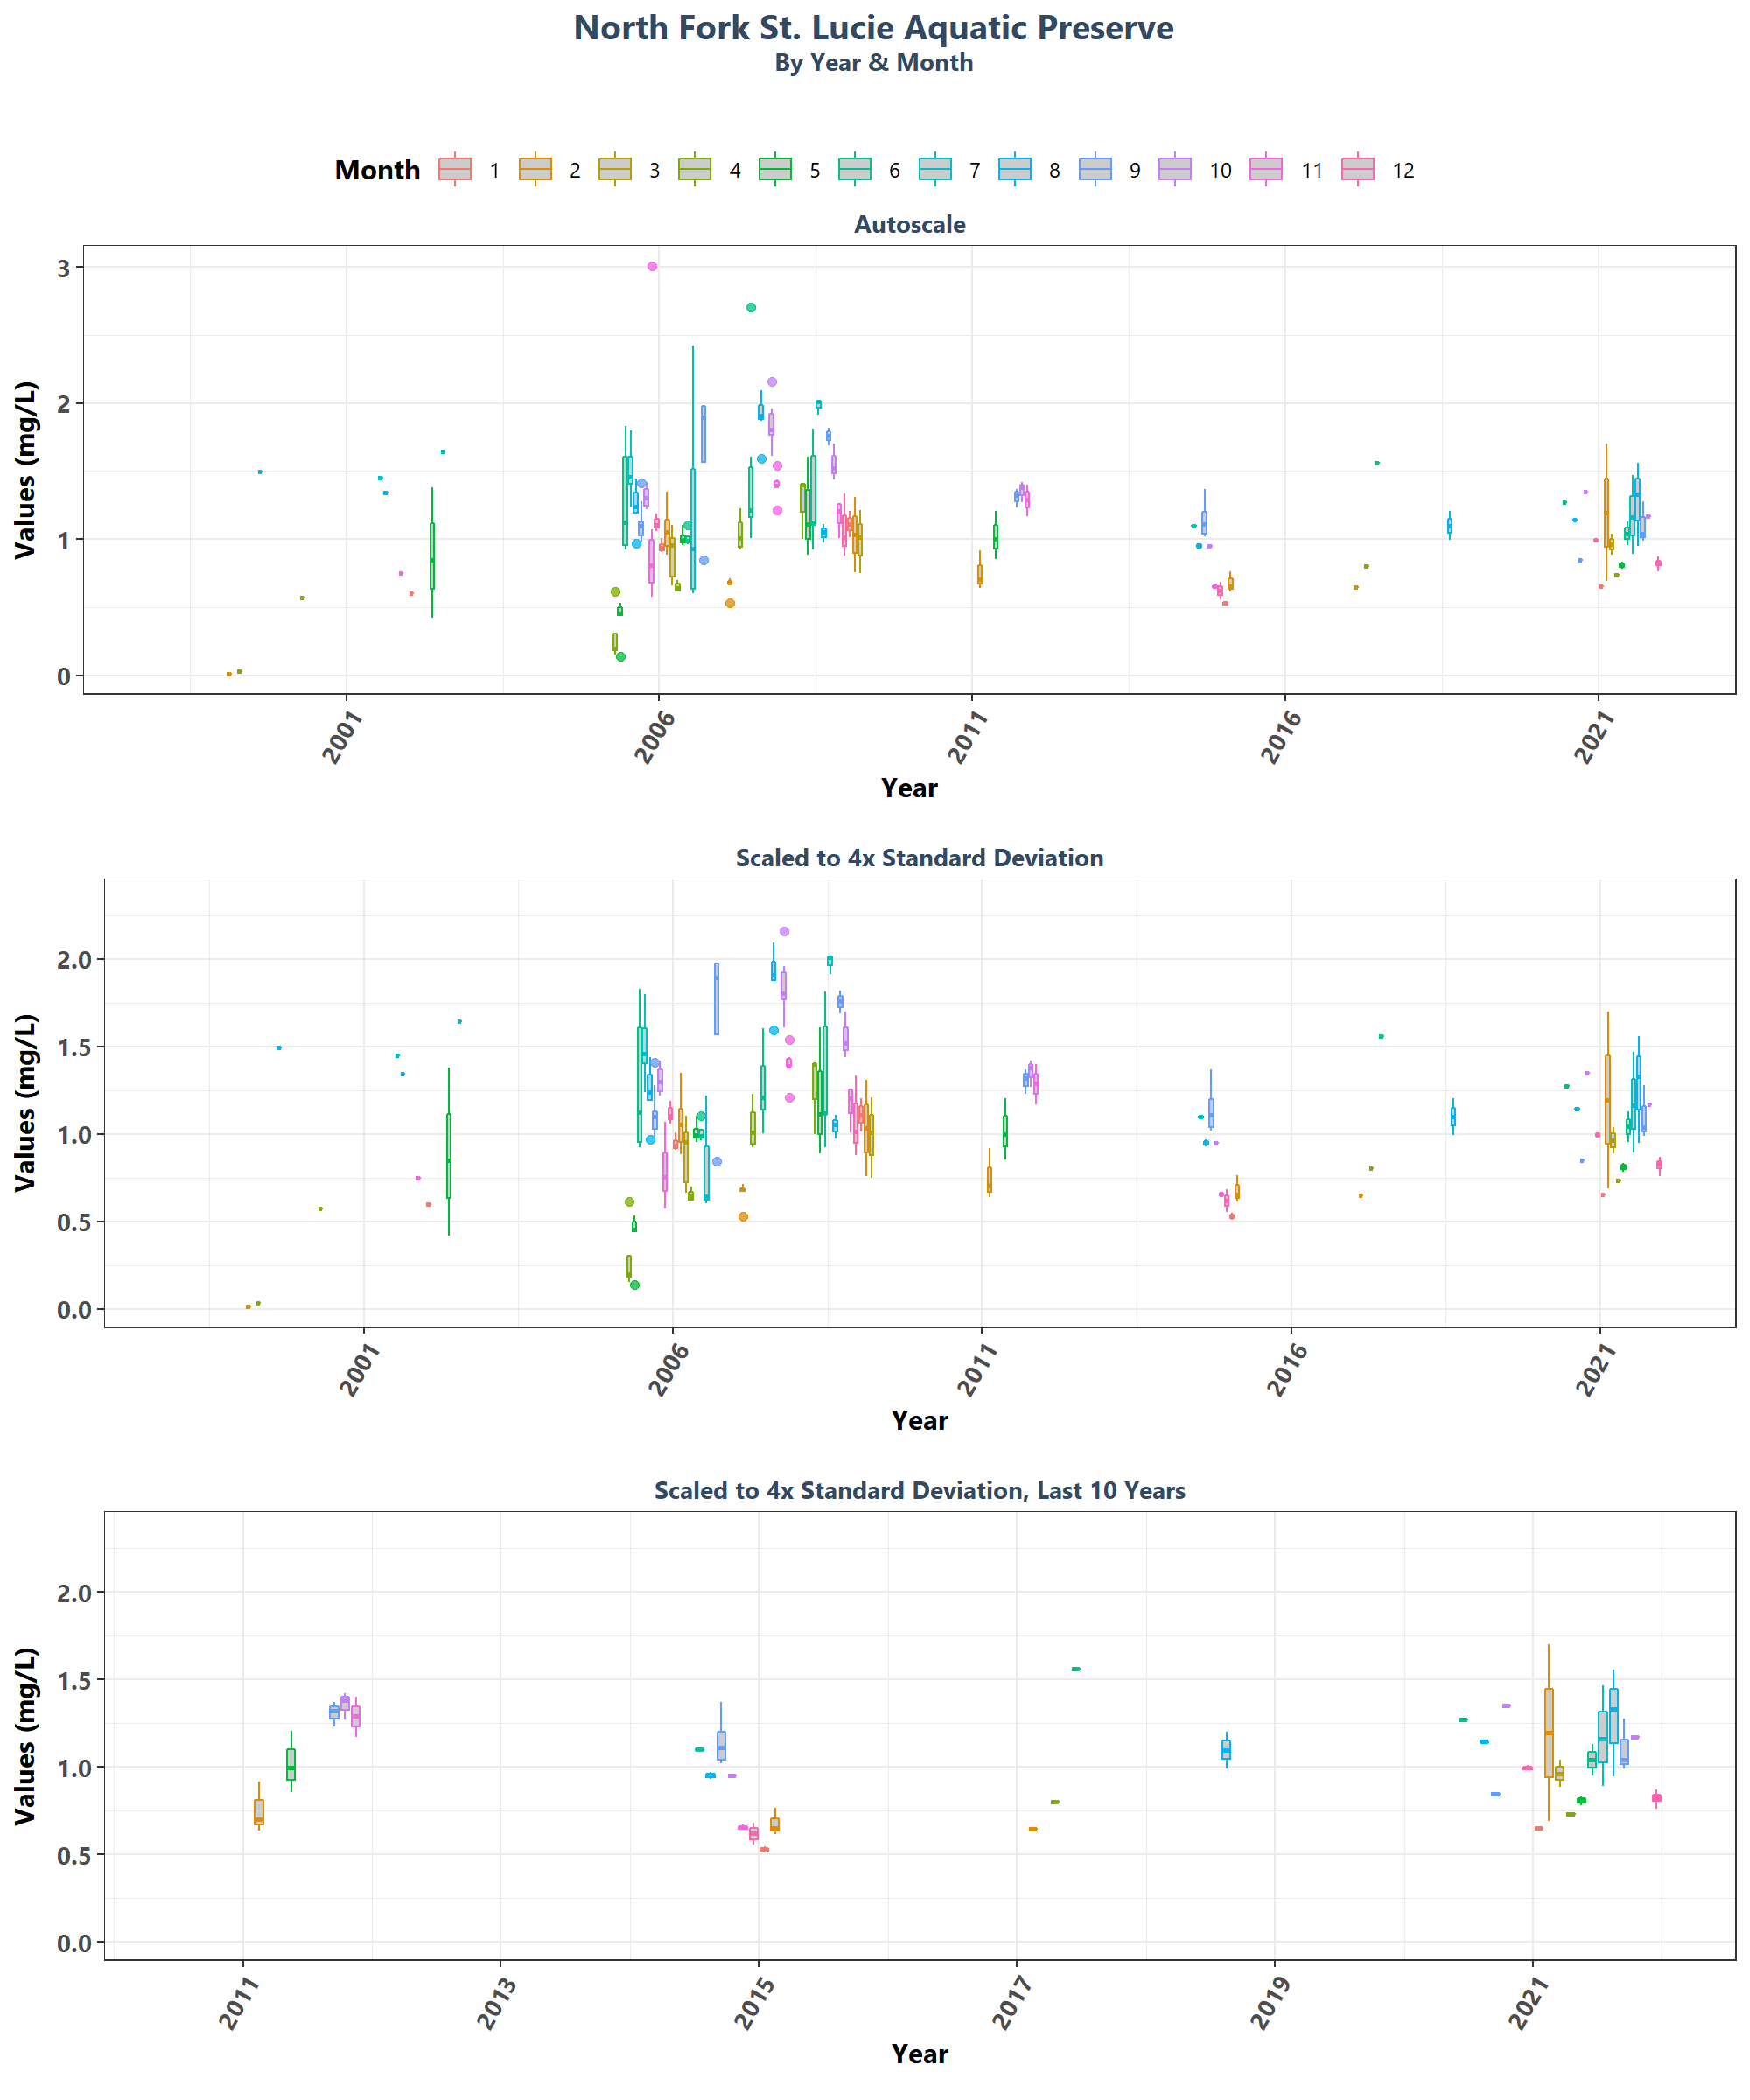 North Fork St. Lucie Aquatic Preserve
By Year & Month
Month 1 2 3 4 5 6 7 8 9 10 11 12
Autoscale
Values (mg/L)
3
2
1
0
2001 2006 2011 2016 2021
Year
Scaled to 4x Standard Deviation
Values (mg/L)
2.0
1.5
1.0
0.5
0.0
2001 2006 2011 2016 2021
Year
Scaled to 4x Standard Deviation, Last 10 Years
Values (mg/L)
2.0
1.5
1.0
0.5
0.0
2011 2013 2015 2017 2019 2021
Year